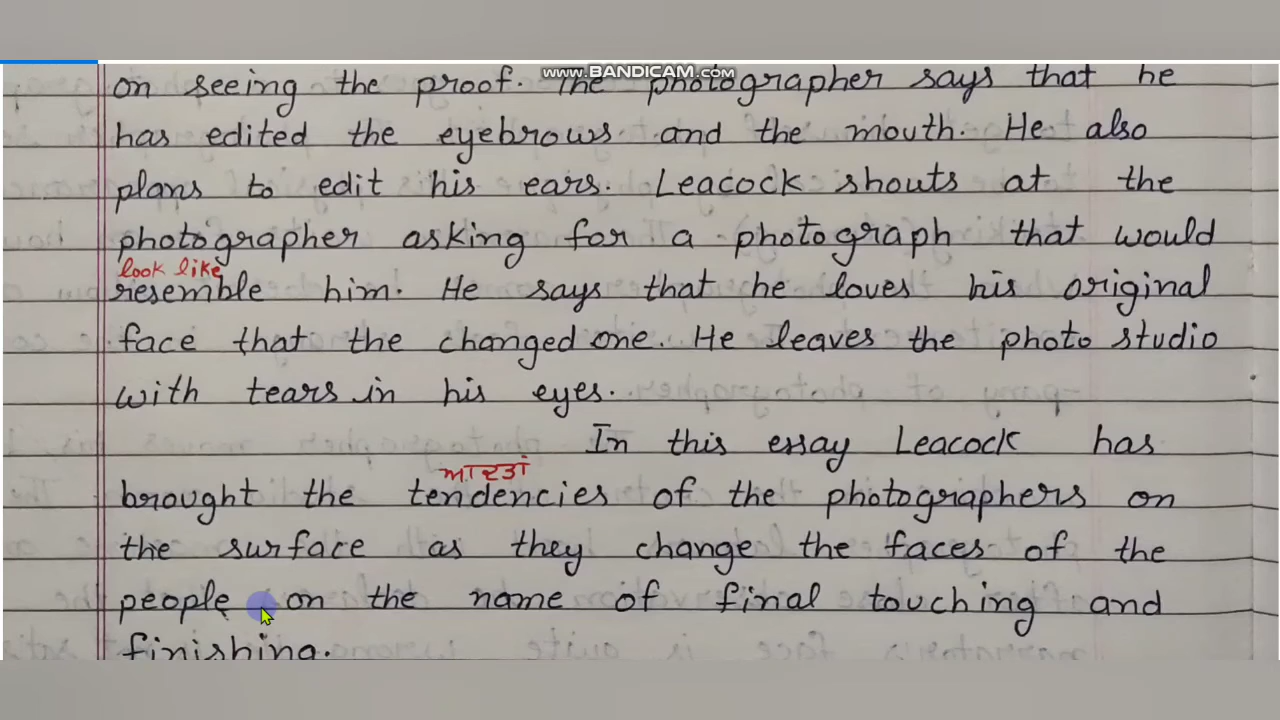 www.BANDICAM.com
on seeing the proof. The photographer says that he
has edited the eyebrows and the mouth. He also
plans to edit his ears. Leacock shouts at the
photographer asking for a photograph that would
look like
resemble him. He says that he loves his original
face that the changed one. He leaves the photo studio
with tears in his eyes.
In this essay Leacock has
ਆਦਤਾਂ
brought the tendencies of the photographers on
the surface as they change the faces of the
people on the name of final touching and
finishing.